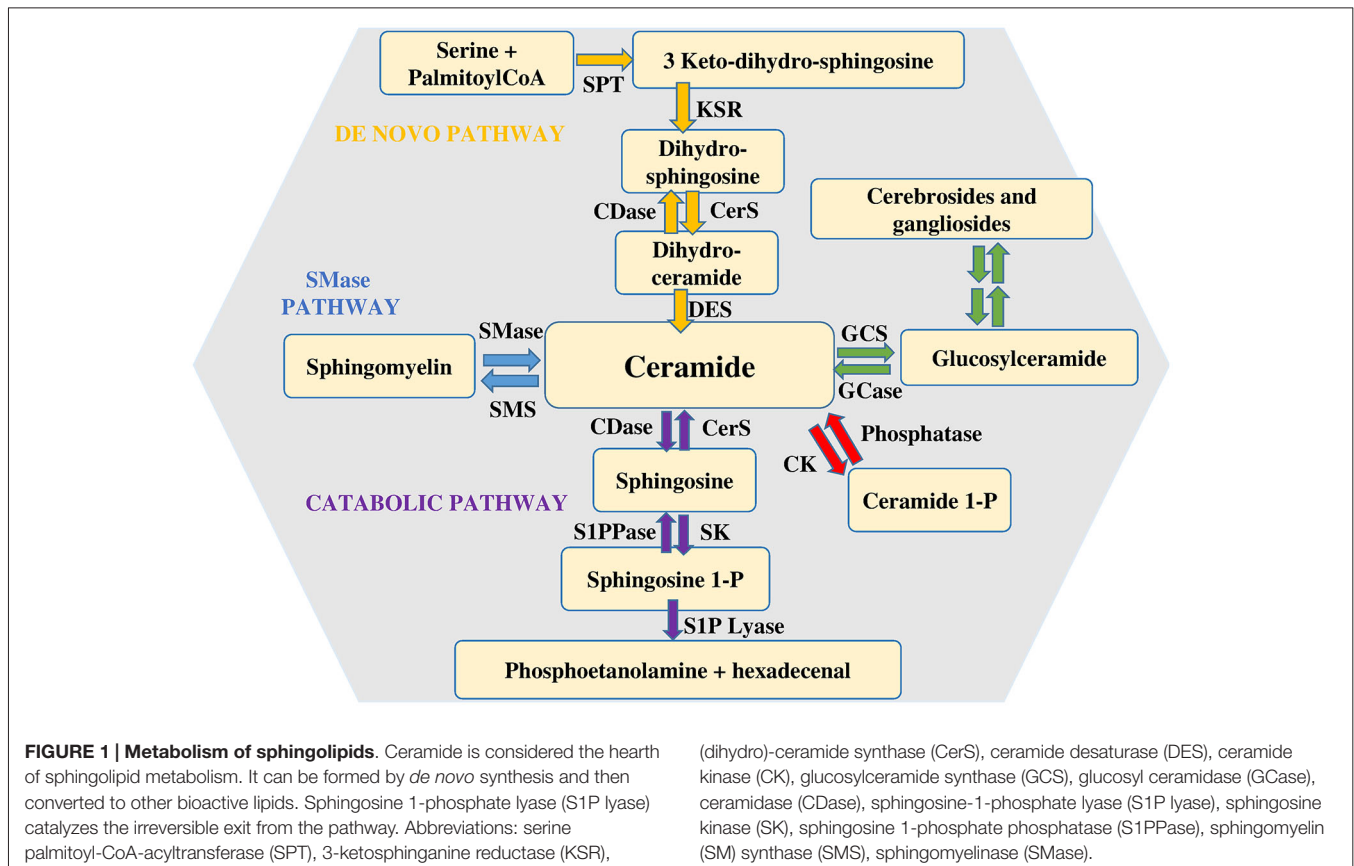 Serine +
PalmitoylCoA
SPT
3 Keto-dihydro-sphingosine
KSR
DE NOVO PATHWAY
Dihydro-
sphingosine
CDase
CerS
Dihydro-
ceramide
DES
Cerebrosides and
gangliosides
SMase
PATHWAY
SMase
Sphingomyelin
SMS
Ceramide
GCS
GCase
Glucosylceramide
CDase
CerS
Phosphatase
CK
Ceramide 1-P
Sphingosine
CATABOLIC PATHWAY
S1PPase
SK
Sphingosine 1-P
S1P Lyase
Phosphoetanolamine + hexadecenal
FIGURE 1 | Metabolism of sphingolipids. Ceramide is considered the hearth
of sphingolipid metabolism. It can be formed by de novo synthesis and then
converted to other bioactive lipids. Sphingosine 1-phosphate lyase (S1P lyase)
catalyzes the irreversible exit from the pathway. Abbreviations: serine
palmitoyl-CoA-acyltransferase (SPT), 3-ketosphinganine reductase (KSR),
(dihydro)-ceramide synthase (CerS), ceramide desaturase (DES), ceramide
kinase (CK), glucosylceramide synthase (GCS), glucosyl ceramidase (GCase),
ceramidase (CDase), sphingosine-1-phosphate lyase (S1P lyase), sphingosine
kinase (SK), sphingosine 1-phosphate phosphatase (S1PPase), sphingomyelin
(SM) synthase (SMS), sphingomyelinase (SMase).